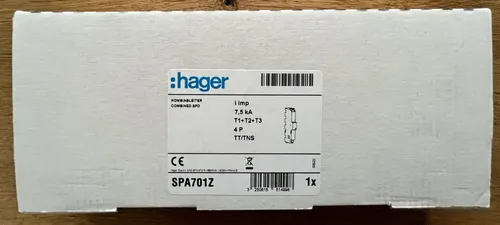 :hager
KOMBIABLEITER
COMBINED SPD
I imp
7,5 kA
T1+T2+T3
4 P
TT/TNS
CE
SPA701Z
1x